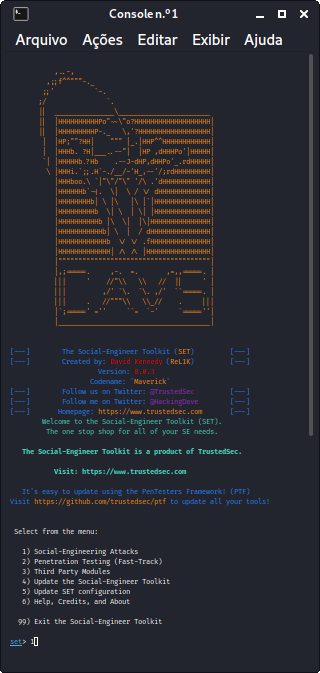 Console n.º 1
Arquivo Ações Editar Exibir Ajuda
[---] The Social-Engineer Toolkit (SET) [---]
[---] Created by: David Kennedy (ReL1K) [---]
Version: 8.0.3
Codename: 'Maverick'
[---] Follow us on Twitter: @TrustedSec [---]
[---] Follow me on Twitter: @HackingDave [---]
[---] Homepage: https://www.trustedsec.com [---]
Welcome to the Social-Engineer Toolkit (SET).
The one stop shop for all of your SE needs.
The Social-Engineer Toolkit is a product of TrustedSec.
Visit: https://www.trustedsec.com
It's easy to update using the PenTesters Framework! (PTF)
Visit https://github.com/trustedsec/ptf to update all your tools!
Select from the menu:
1) Social-Engineering Attacks
2) Penetration Testing (Fast-Track)
3) Third Party Modules
4) Update the Social-Engineer Toolkit
5) Update SET configuration
6) Help, Credits, and About
99) Exit the Social-Engineer Toolkit
set> 1